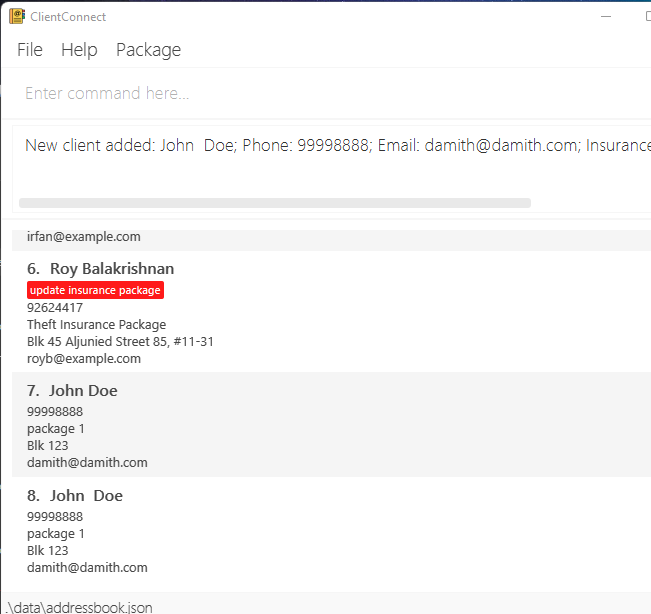 ClientConnect
File Help Package
Enter command here...
New client added: John  Doe; Phone: 99998888; Email: damith@damith.com; Insurance
irfan@example.com
6. Roy Balakrishnan
update insurance package
92624417
Theft Insurance Package
Blk 45 Aljunied Street 85, #11-31
royb@example.com
7. John Doe
99998888
package 1
Blk 123
damith@damith.com
8. John  Doe
99998888
package 1
Blk 123
damith@damith.com
.\data\addressbook.json